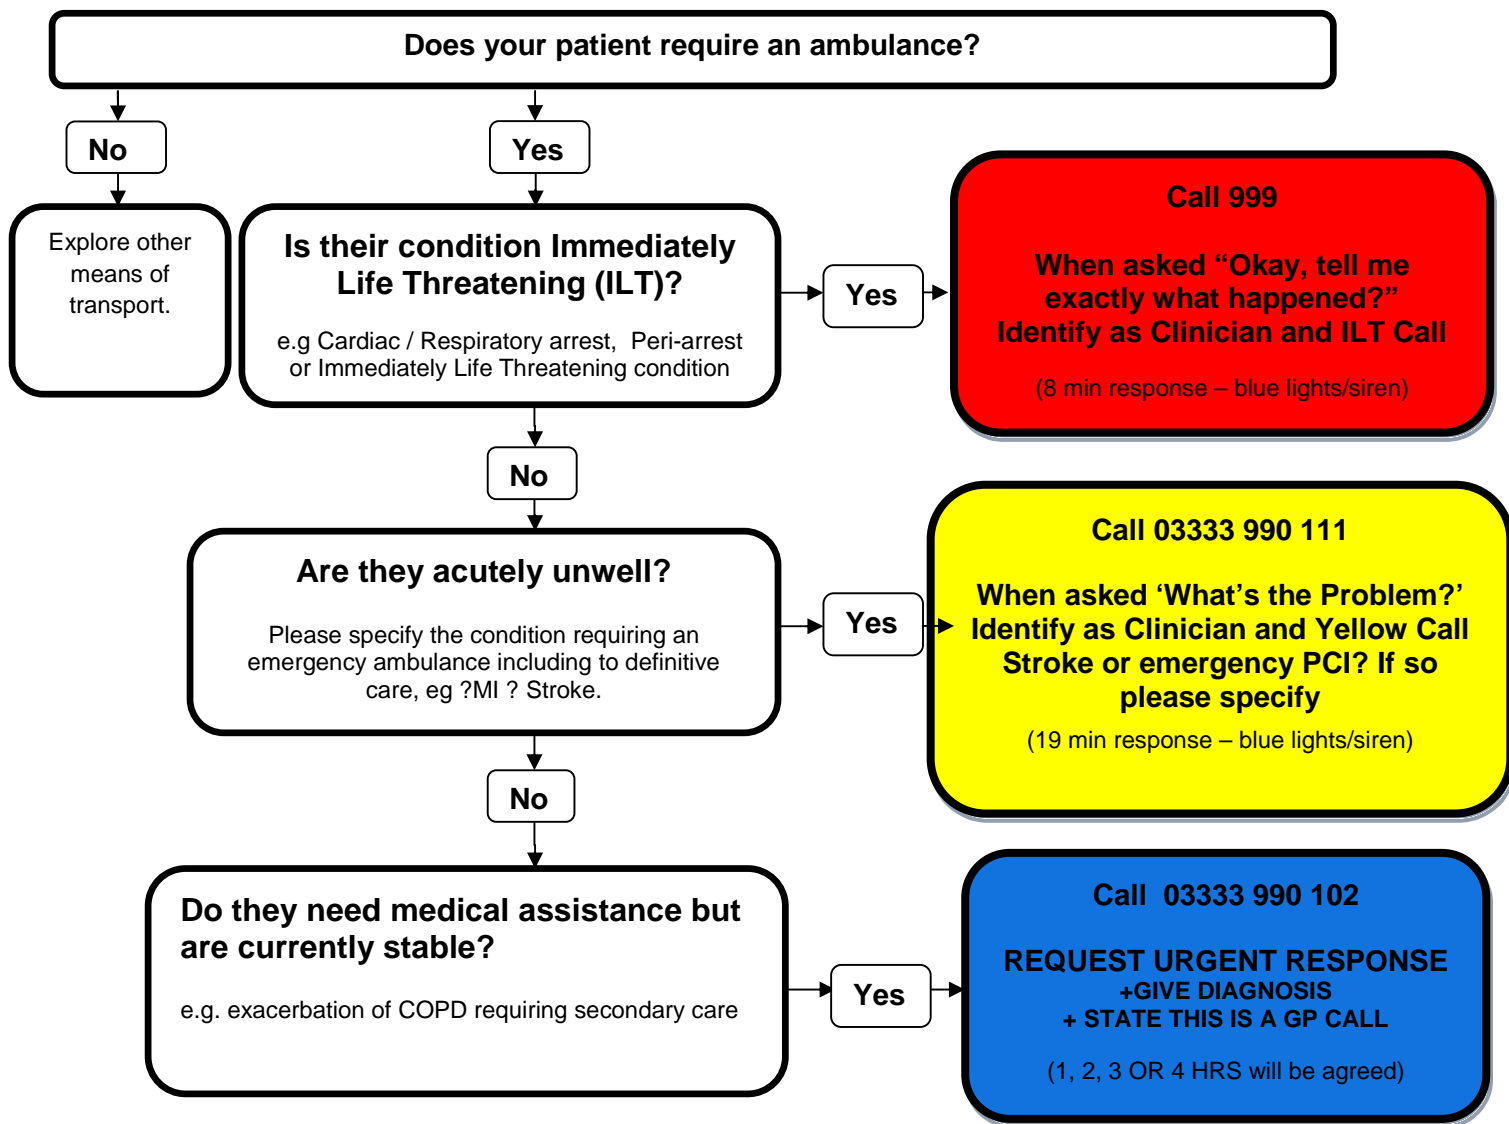 Does your patient require an ambulance?
No
Yes
Explore other
means of
transport.
Is their condition Immediately
Life Threatening (ILT)?
e.g Cardiac / Respiratory arrest, Peri-arrest
or Immediately Life Threatening condition
Yes
Call 999
When asked “Okay, tell me
exactly what happened?”
Identify as Clinician and ILT Call
(8 min response – blue lights/siren)
No
Are they acutely unwell?
Please specify the condition requiring an
emergency ambulance including to definitive
care, eg ?MI ? Stroke.
Yes
Call 03333 990 111
When asked ‘What’s the Problem?’
Identify as Clinician and Yellow Call
Stroke or emergency PCI? If so
please specify
(19 min response – blue lights/siren)
No
Do they need medical assistance but
are currently stable?
e.g. exacerbation of COPD requiring secondary care
Yes
Call 03333 990 102
REQUEST URGENT RESPONSE
+GIVE DIAGNOSIS
+ STATE THIS IS A GP CALL
(1, 2, 3 OR 4 HRS will be agreed)